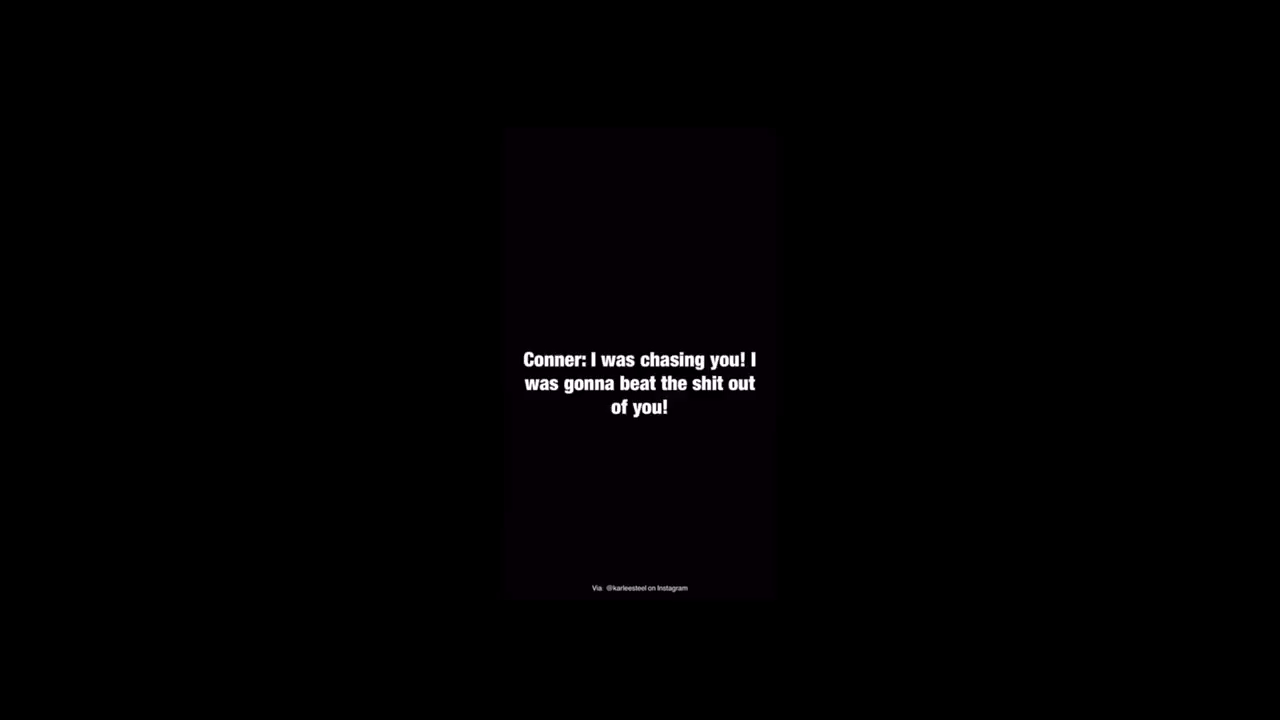 Conner: I was chasing you! I
was gonna beat the shit out
of you!
Via @karleesteel on Instagram